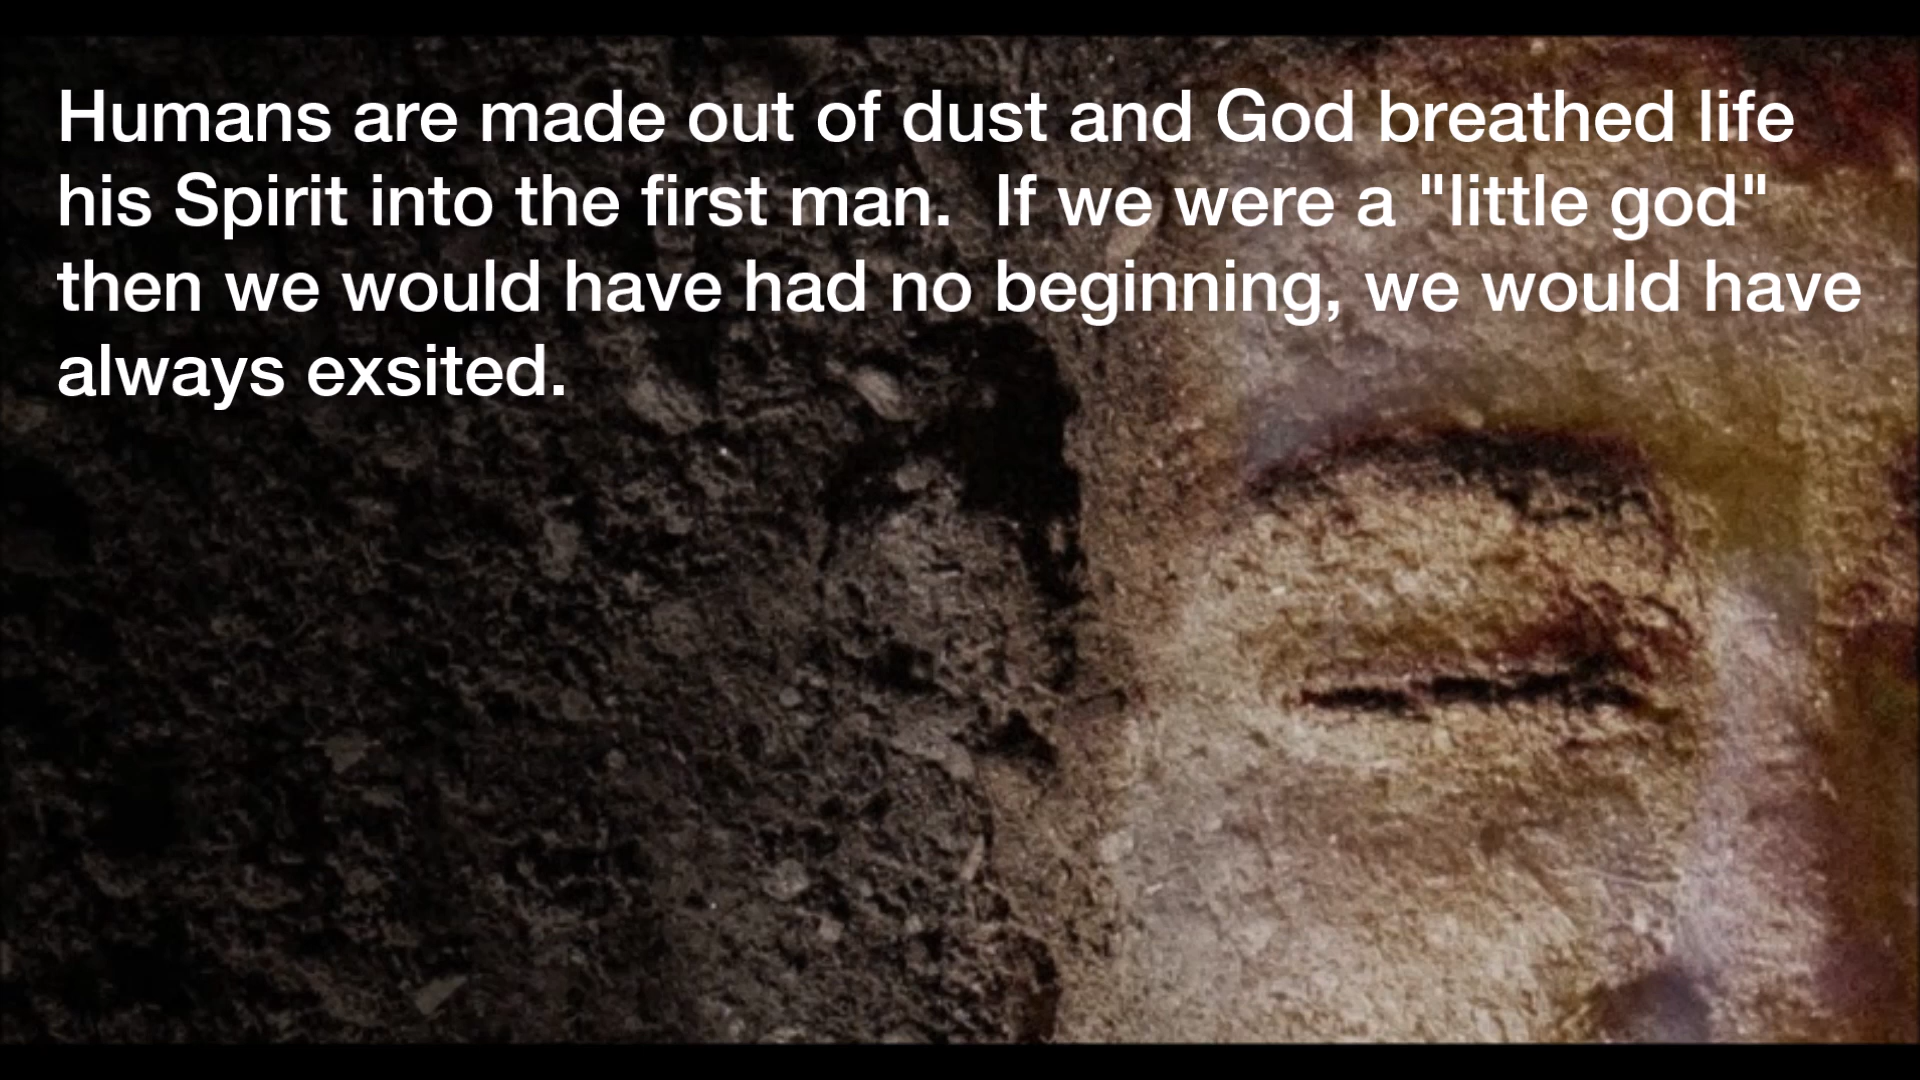 Humans are made out of dust and God breathed life
his Spirit into the first man.  If we were a "little god"
then we would have had no beginning, we would have
always exsited.